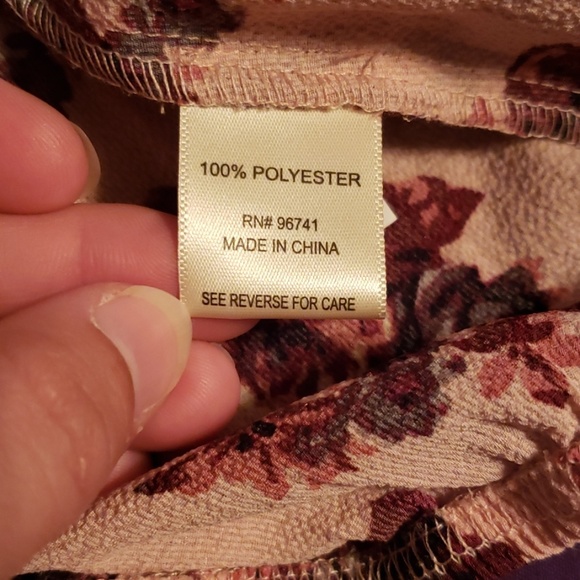 100% POLYESTER
RN# 96741
MADE IN CHINA
SEE REVERSE FOR CARE